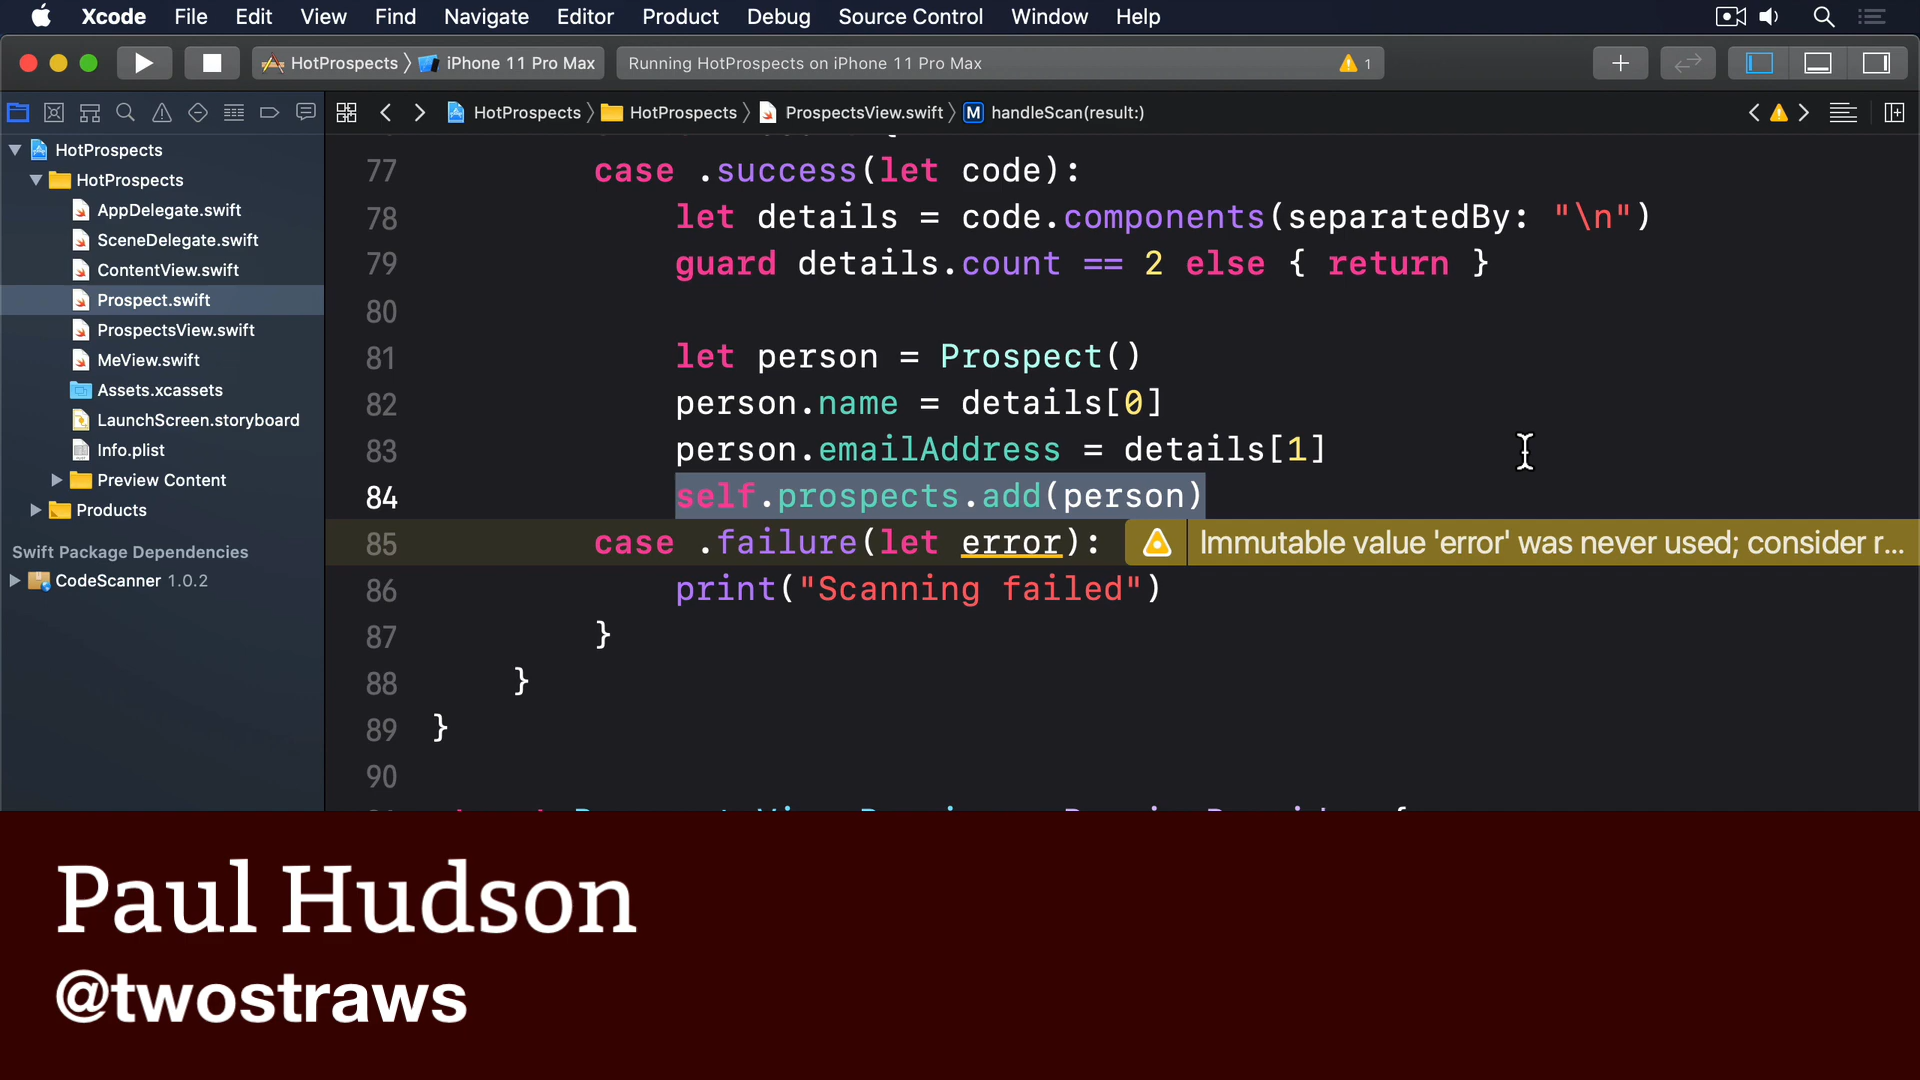 Xcode File Edit View Find Navigate Editor Product Debug Source Control Window Help
HotProspects iPhone 11 Pro Max Running HotProspects on iPhone 11 Pro Max 1
HotProspects HotProspects ProspectsView.swift M handleScan(result:)
HotProspects
HotProspects
AppDelegate.swift
SceneDelegate.swift
ContentView.swift
Prospect.swift
ProspectsView.swift
MeView.swift
Assets.xcassets
LaunchScreen.storyboard
Info.plist
Preview Content
Products
Swift Package Dependencies
CodeScanner 1.0.2
77 case .success(let code):
78 let details = code.components(separatedBy: "\n")
79 guard details.count == 2 else { return }
80
81 let person = Prospect()
82 person.name = details[0]
83 person.emailAddress = details[1]
84 self.prospects.add(person)
85 case .failure(let error): Immutable value 'error' was never used; consider r...
86 print("Scanning failed")
87 }
88 }
89 }
90
Paul Hudson
@twostraws